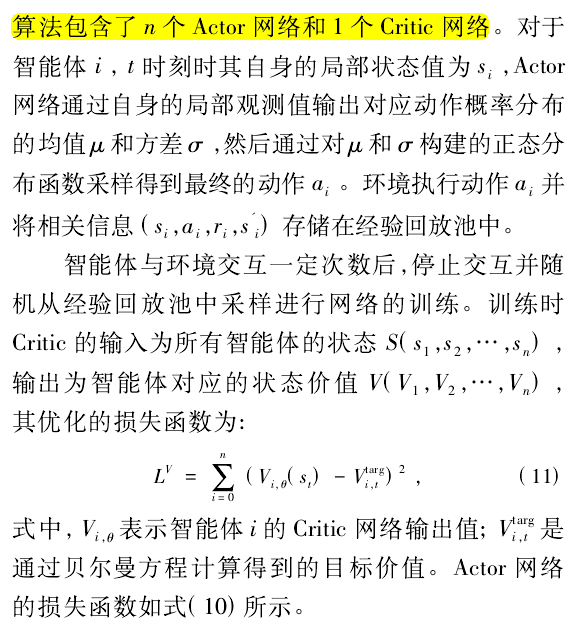 算法包含了 n 个 Actor 网络和 1 个 Critic 网络。对于
智能体 i , t 时刻时其自身的局部状态值为 s_i ,Actor
网络通过自身的局部观测值输出对应动作概率分布
的均值 μ 和方差 σ ,然后通过对 μ 和 σ 构建的正态分
布函数采样得到最终的动作 a_i 。环境执行动作 a_i 并
将相关信息 ( s_i ,a_i ,r_i ,s′_i ) 存储在经验回放池中。
智能体与环境交互一定次数后,停止交互并随
机从经验回放池中采样进行网络的训练。训练时
Critic 的输入为所有智能体的状态 S( s_1 ,s_2 ,⋯,s_n ) ,
输出为智能体对应的状态价值 V( V_1 ,V_2 ,⋯,V_n ) ,
其优化的损失函数为:
L^V = ∑_{i=0}^{n} ( V_{i,θ}( s_t ) - V_{i,t}^{targ} ) ^2 , (11)
式中, V_{i,θ} 表示智能体 i 的 Critic 网络输出值; V_{i,t}^{targ} 是
通过贝尔曼方程计算得到的目标价值。Actor 网络
的损失函数如式( 10) 所示。